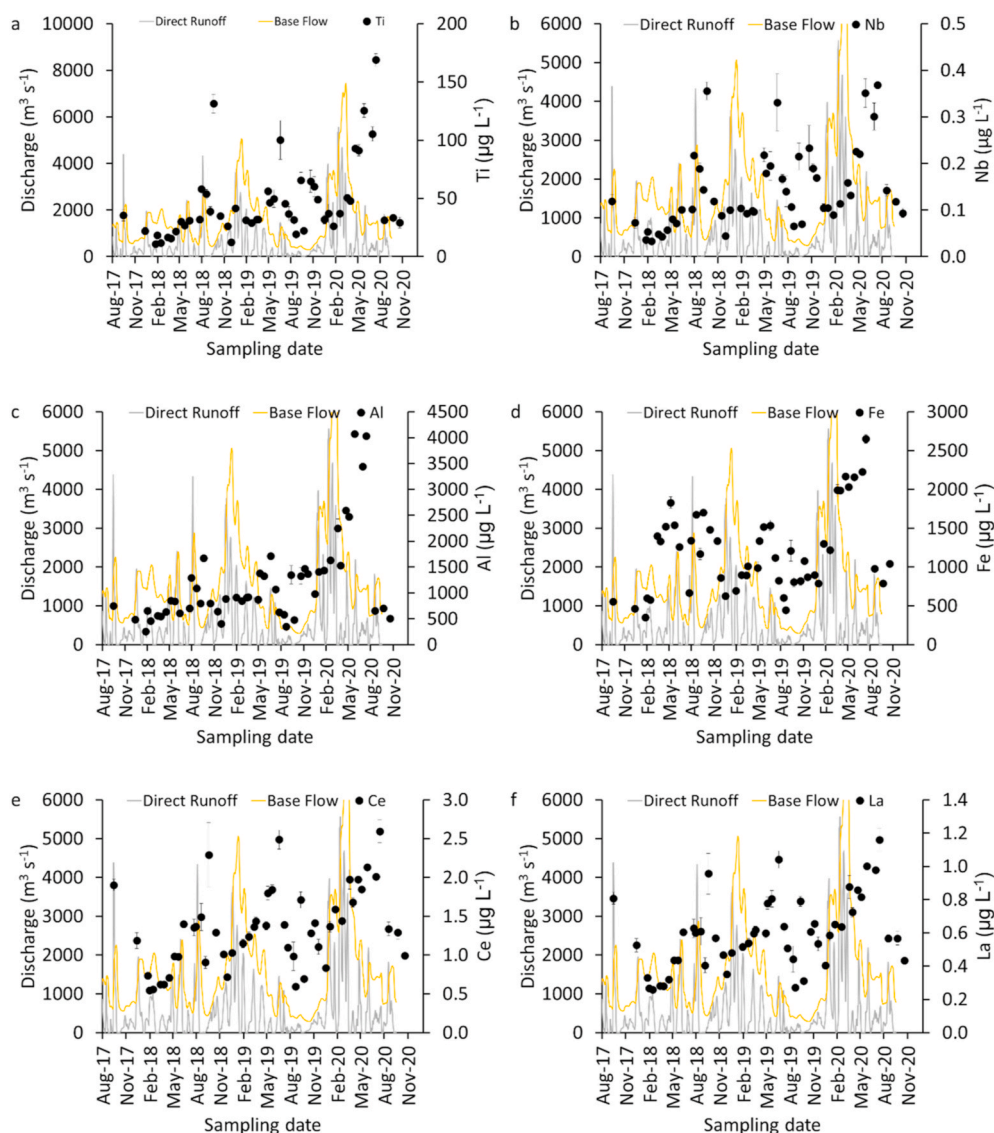 a
Direct Runoff Base Flow Ti
10000 200
8000 150
6000 100
4000 50
2000
0 0
Discharge (m³ s⁻¹)
Ti (µg L⁻¹)
Aug-17 Nov-17 Feb-18 May-18 Aug-18 Nov-18 Feb-19 May-19 Aug-19 Nov-19 Feb-20 May-20 Aug-20 Nov-20
Sampling date
b
Direct Runoff Base Flow Nb
6000 0.5
5000 0.4
4000 0.3
3000 0.2
2000 0.1
1000
0 0.0
Discharge (m³ s⁻¹)
Nb (µg L⁻¹)
Aug-17 Nov-17 Feb-18 May-18 Aug-18 Nov-18 Feb-19 May-19 Aug-19 Nov-19 Feb-20 May-20 Aug-20 Nov-20
Sampling date
c
Direct Runoff Base Flow Al
6000 4500
5000 4000
4000 3500
3000 3000
2000 2500
1000 2000
0 1500
1000
500
0
Discharge (m³ s⁻¹)
Al (µg L⁻¹)
Aug-17 Nov-17 Feb-18 May-18 Aug-18 Nov-18 Feb-19 May-19 Aug-19 Nov-19 Feb-20 May-20 Aug-20 Nov-20
Sampling date
d
Direct Runoff Base Flow Fe
6000 3000
5000 2500
4000 2000
3000 1500
2000 1000
1000 500
0 0
Discharge (m³ s⁻¹)
Fe (µg L⁻¹)
Aug-17 Nov-17 Feb-18 May-18 Aug-18 Nov-18 Feb-19 May-19 Aug-19 Nov-19 Feb-20 May-20 Aug-20 Nov-20
Sampling date
e
Direct Runoff Base Flow Ce
6000 3.0
5000 2.5
4000 2.0
3000 1.5
2000 1.0
1000 0.5
0 0.0
Discharge (m³ s⁻¹)
Ce (µg L⁻¹)
Aug-17 Nov-17 Feb-18 May-18 Aug-18 Nov-18 Feb-19 May-19 Aug-19 Nov-19 Feb-20 May-20 Aug-20 Nov-20
Sampling date
f
Direct Runoff Base Flow La
6000 1.4
5000 1.2
4000 1.0
3000 0.8
2000 0.6
1000 0.4
0 0.2
0.0
Discharge (m³ s⁻¹)
La (µg L⁻¹)
Aug-17 Nov-17 Feb-18 May-18 Aug-18 Nov-18 Feb-19 May-19 Aug-19 Nov-19 Feb-20 May-20 Aug-20 Nov-20
Sampling date